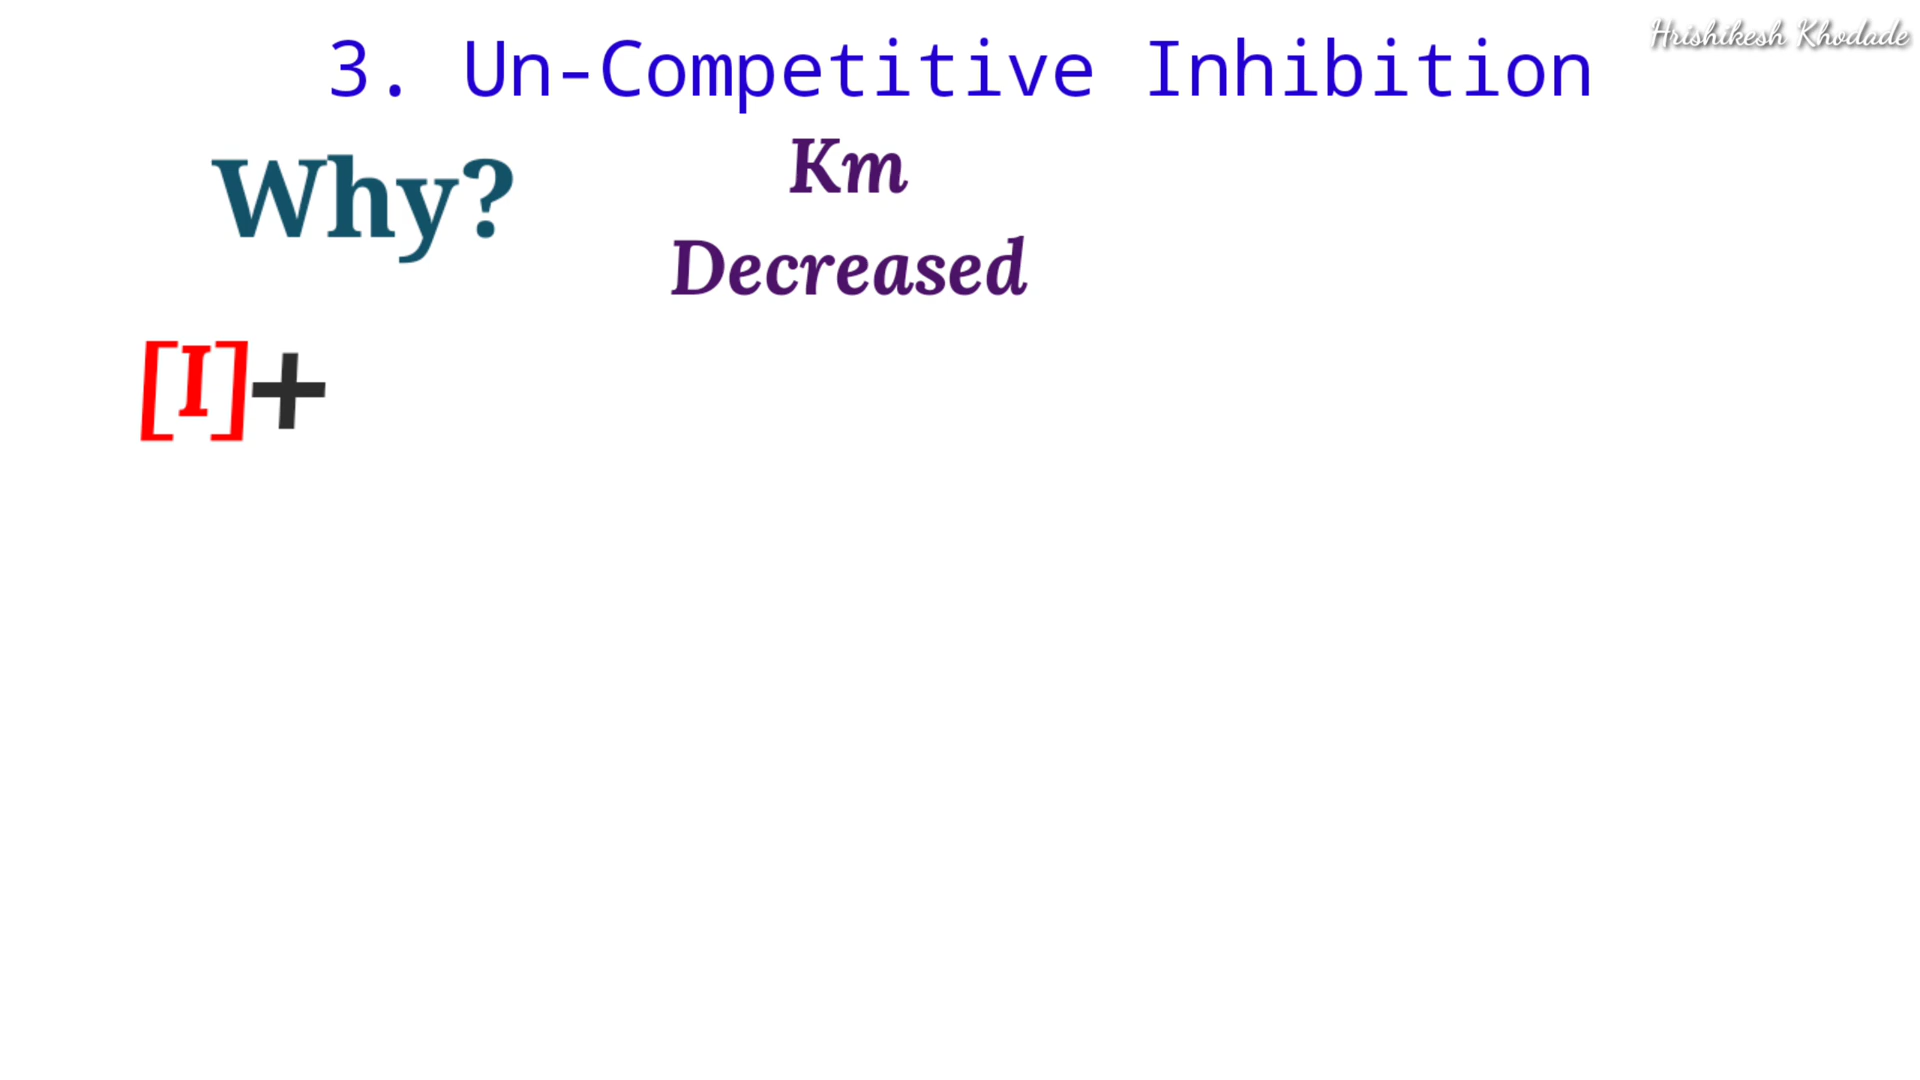 Hrishikesh Khodade
3. Un-Competitive Inhibition
Why?
Km
Decreased
[I]+